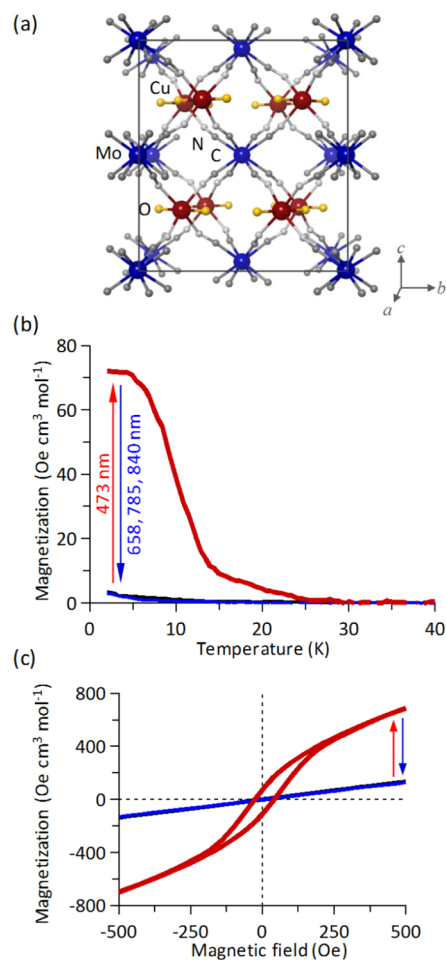 (a)
Cu
Mo
N
C
O
c
b
a
(b)
80
60
40
20
0
Magnetization (Oe cm³ mol⁻¹)
473 nm
658, 785, 840 nm
0 10 20 30 40
Temperature (K)
(c)
800
400
0
-400
-800
Magnetization (Oe cm³ mol⁻¹)
-500 -250 0 250 500
Magnetic field (Oe)